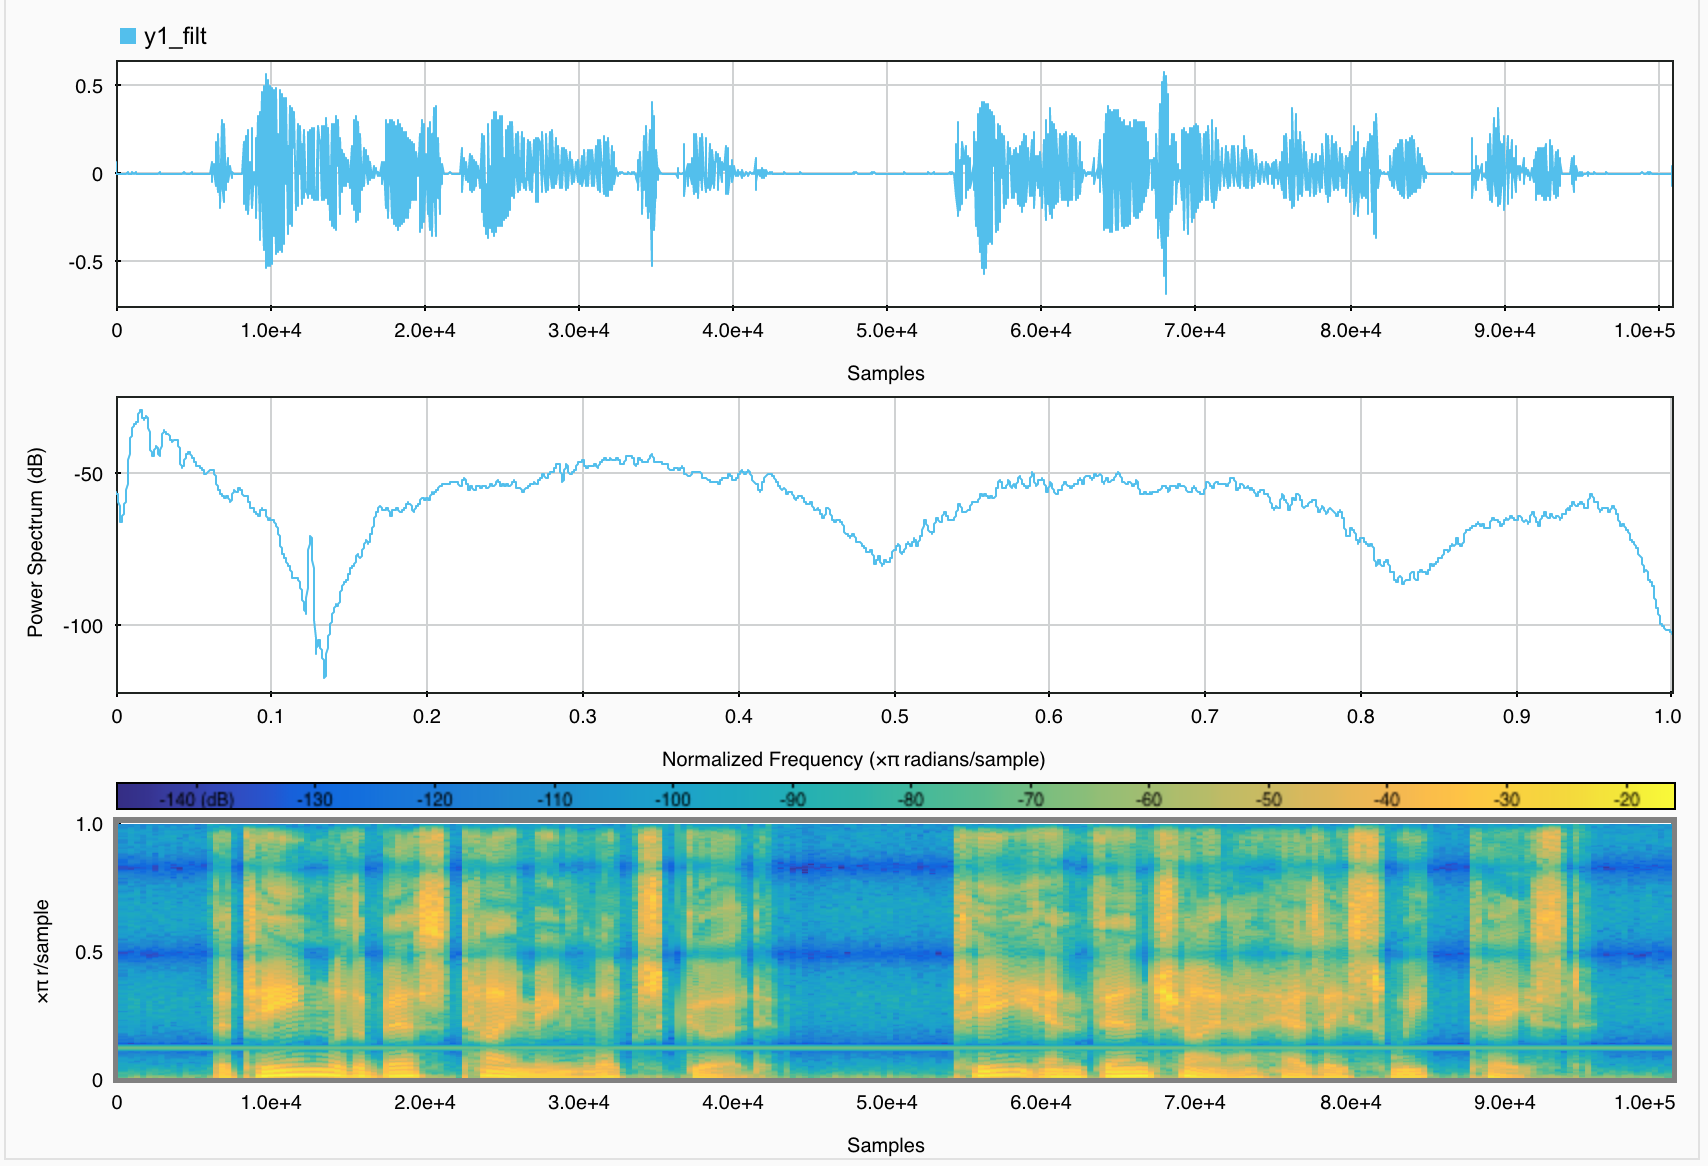 y1_filt
0.5
0
-0.5
0 1.0e+4 2.0e+4 3.0e+4 4.0e+4 5.0e+4 6.0e+4 7.0e+4 8.0e+4 9.0e+4 1.0e+5
Samples
Power Spectrum (dB)
-50
-100
0 0.1 0.2 0.3 0.4 0.5 0.6 0.7 0.8 0.9 1.0
Normalized Frequency (×π radians/sample)
-140 (dB) -130 -120 -110 -100 -90 -80 -70 -60 -50 -40 -30 -20
×π r/sample
1.0
0.5
0
0 1.0e+4 2.0e+4 3.0e+4 4.0e+4 5.0e+4 6.0e+4 7.0e+4 8.0e+4 9.0e+4 1.0e+5
Samples